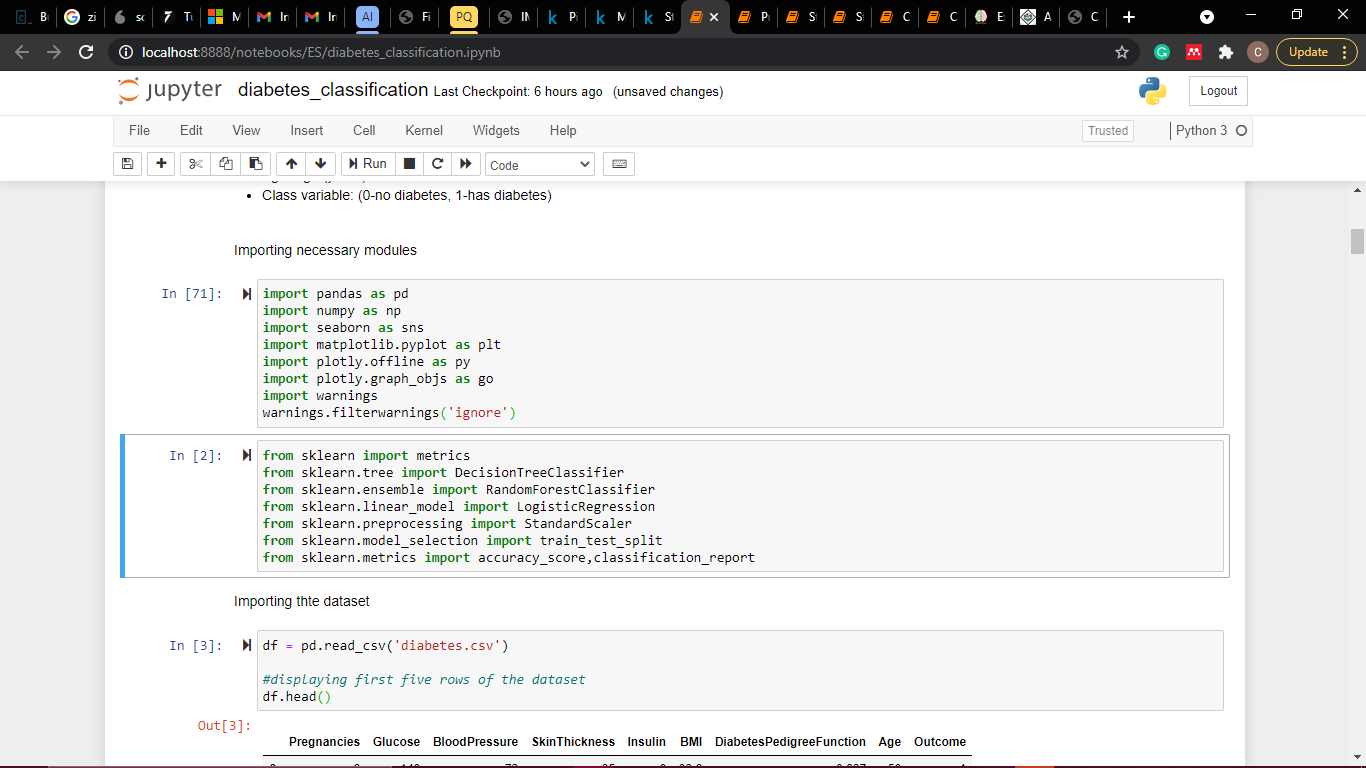 AI
PQ
localhost:8888/notebooks/ES/diabetes_classification.ipynb
C
Update
jupyter diabetes_classification Last Checkpoint: 6 hours ago (unsaved changes)
Logout
File Edit View Insert Cell Kernel Widgets Help
Trusted
Python 3
Run
Code
• Class variable: (0-no diabetes, 1-has diabetes)
Importing necessary modules
In [71]:
import pandas as pd
import numpy as np
import seaborn as sns
import matplotlib.pyplot as plt
import plotly.offline as py
import plotly.graph_objs as go
import warnings
warnings.filterwarnings('ignore')
In [2]:
from sklearn import metrics
from sklearn.tree import DecisionTreeClassifier
from sklearn.ensemble import RandomForestClassifier
from sklearn.linear_model import LogisticRegression
from sklearn.preprocessing import StandardScaler
from sklearn.model_selection import train_test_split
from sklearn.metrics import accuracy_score,classification_report
Importing thte dataset
In [3]:
df = pd.read_csv('diabetes.csv')
#displaying first five rows of the dataset
df.head()
Out[3]:
Pregnancies Glucose BloodPressure SkinThickness Insulin BMI DiabetesPedigreeFunction Age Outcome